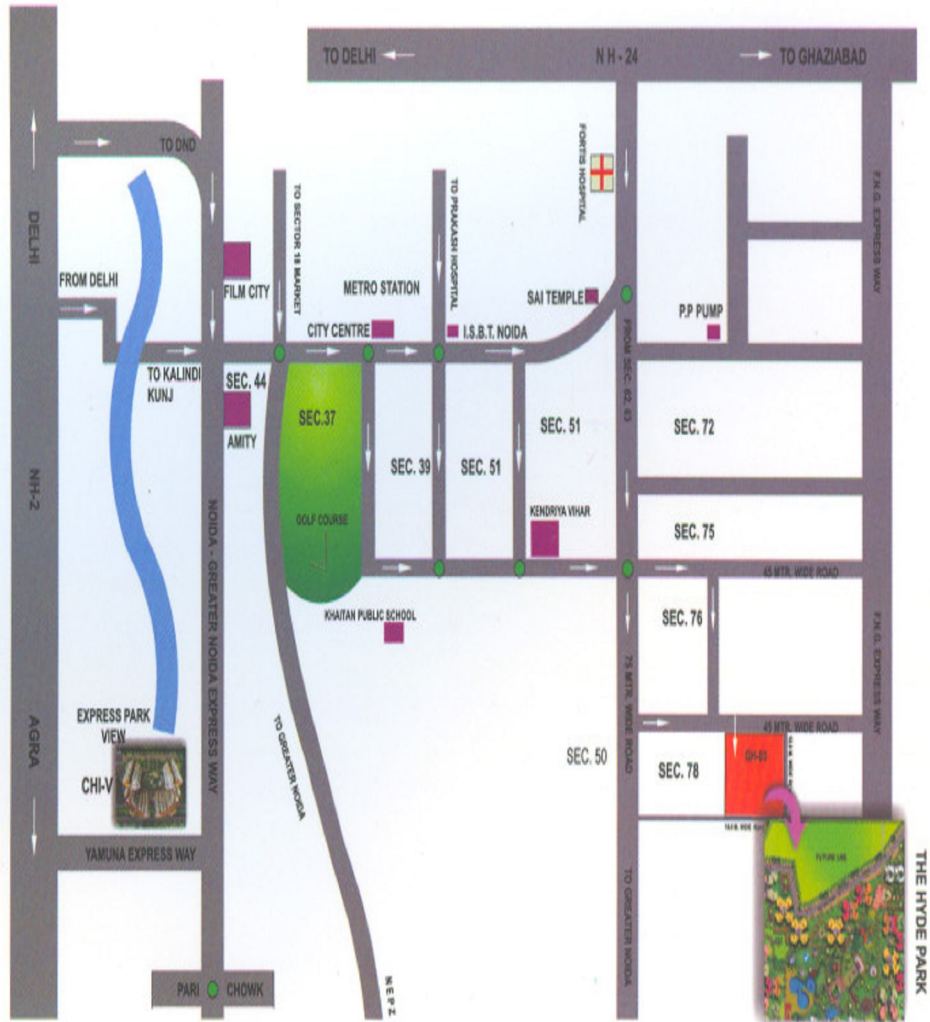 TO DELHI
NH-24
TO GHAZIABAD
TO DND
DELHI
FROM DELHI
FILM CITY
TO SECTOR 18 MARKET
METRO STATION
TO PRAKASH HOSPITAL
FORTIS HOSPITAL
SAI TEMPLE
P.P PUMP
F.N.G. EXPRESS WAY
CITY CENTRE
I.S.B.T. NOIDA
FROM SEC. 62, 63
TO KALINDI
KUNJ
SEC. 44
AMITY
SEC.37
SEC. 39
SEC. 51
SEC. 51
SEC. 72
NH-2
GOLF COURSE
KENDRIYA VIHAR
SEC. 75
NOIDA - GREATER NOIDA EXPRESS WAY
45 MTR. WIDE ROAD
KHAITAN PUBLIC SCHOOL
SEC. 76
F.N.G. EXPRESS WAY
75 MTR. WIDE ROAD
45 MTR. WIDE ROAD
EXPRESS PARK
VIEW
CHI-V
AGRA
TO GREATER NOIDA
SEC. 50
SEC. 78
GH-03
YAMUNA EXPRESS WAY
FUTURE USE
THE HYDE PARK
TO GREATER NOIDA
PARI CHOWK
NEPZ